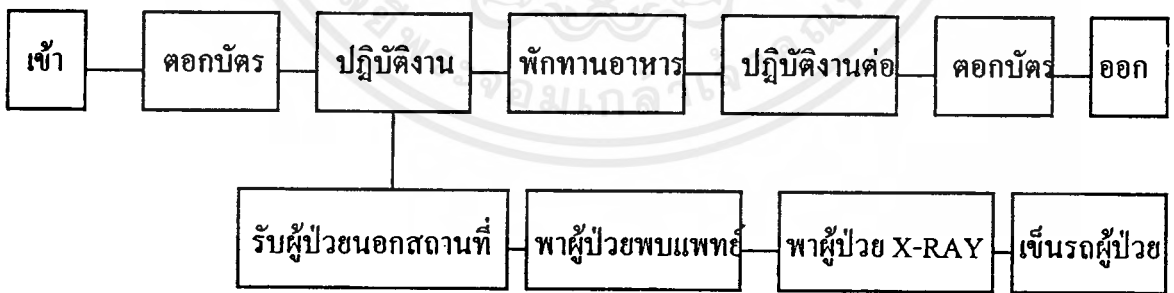 เข้า ตอกบัตร ปฏิบัติงาน พักทานอาหาร ปฏิบัติงานต่อ ตอกบัตร ออก
รับผู้ป่วยนอกสถานที่ พาผู้ป่วยพบแพทย์ พาผู้ป่วย X-RAY เข็นรถผู้ป่วย